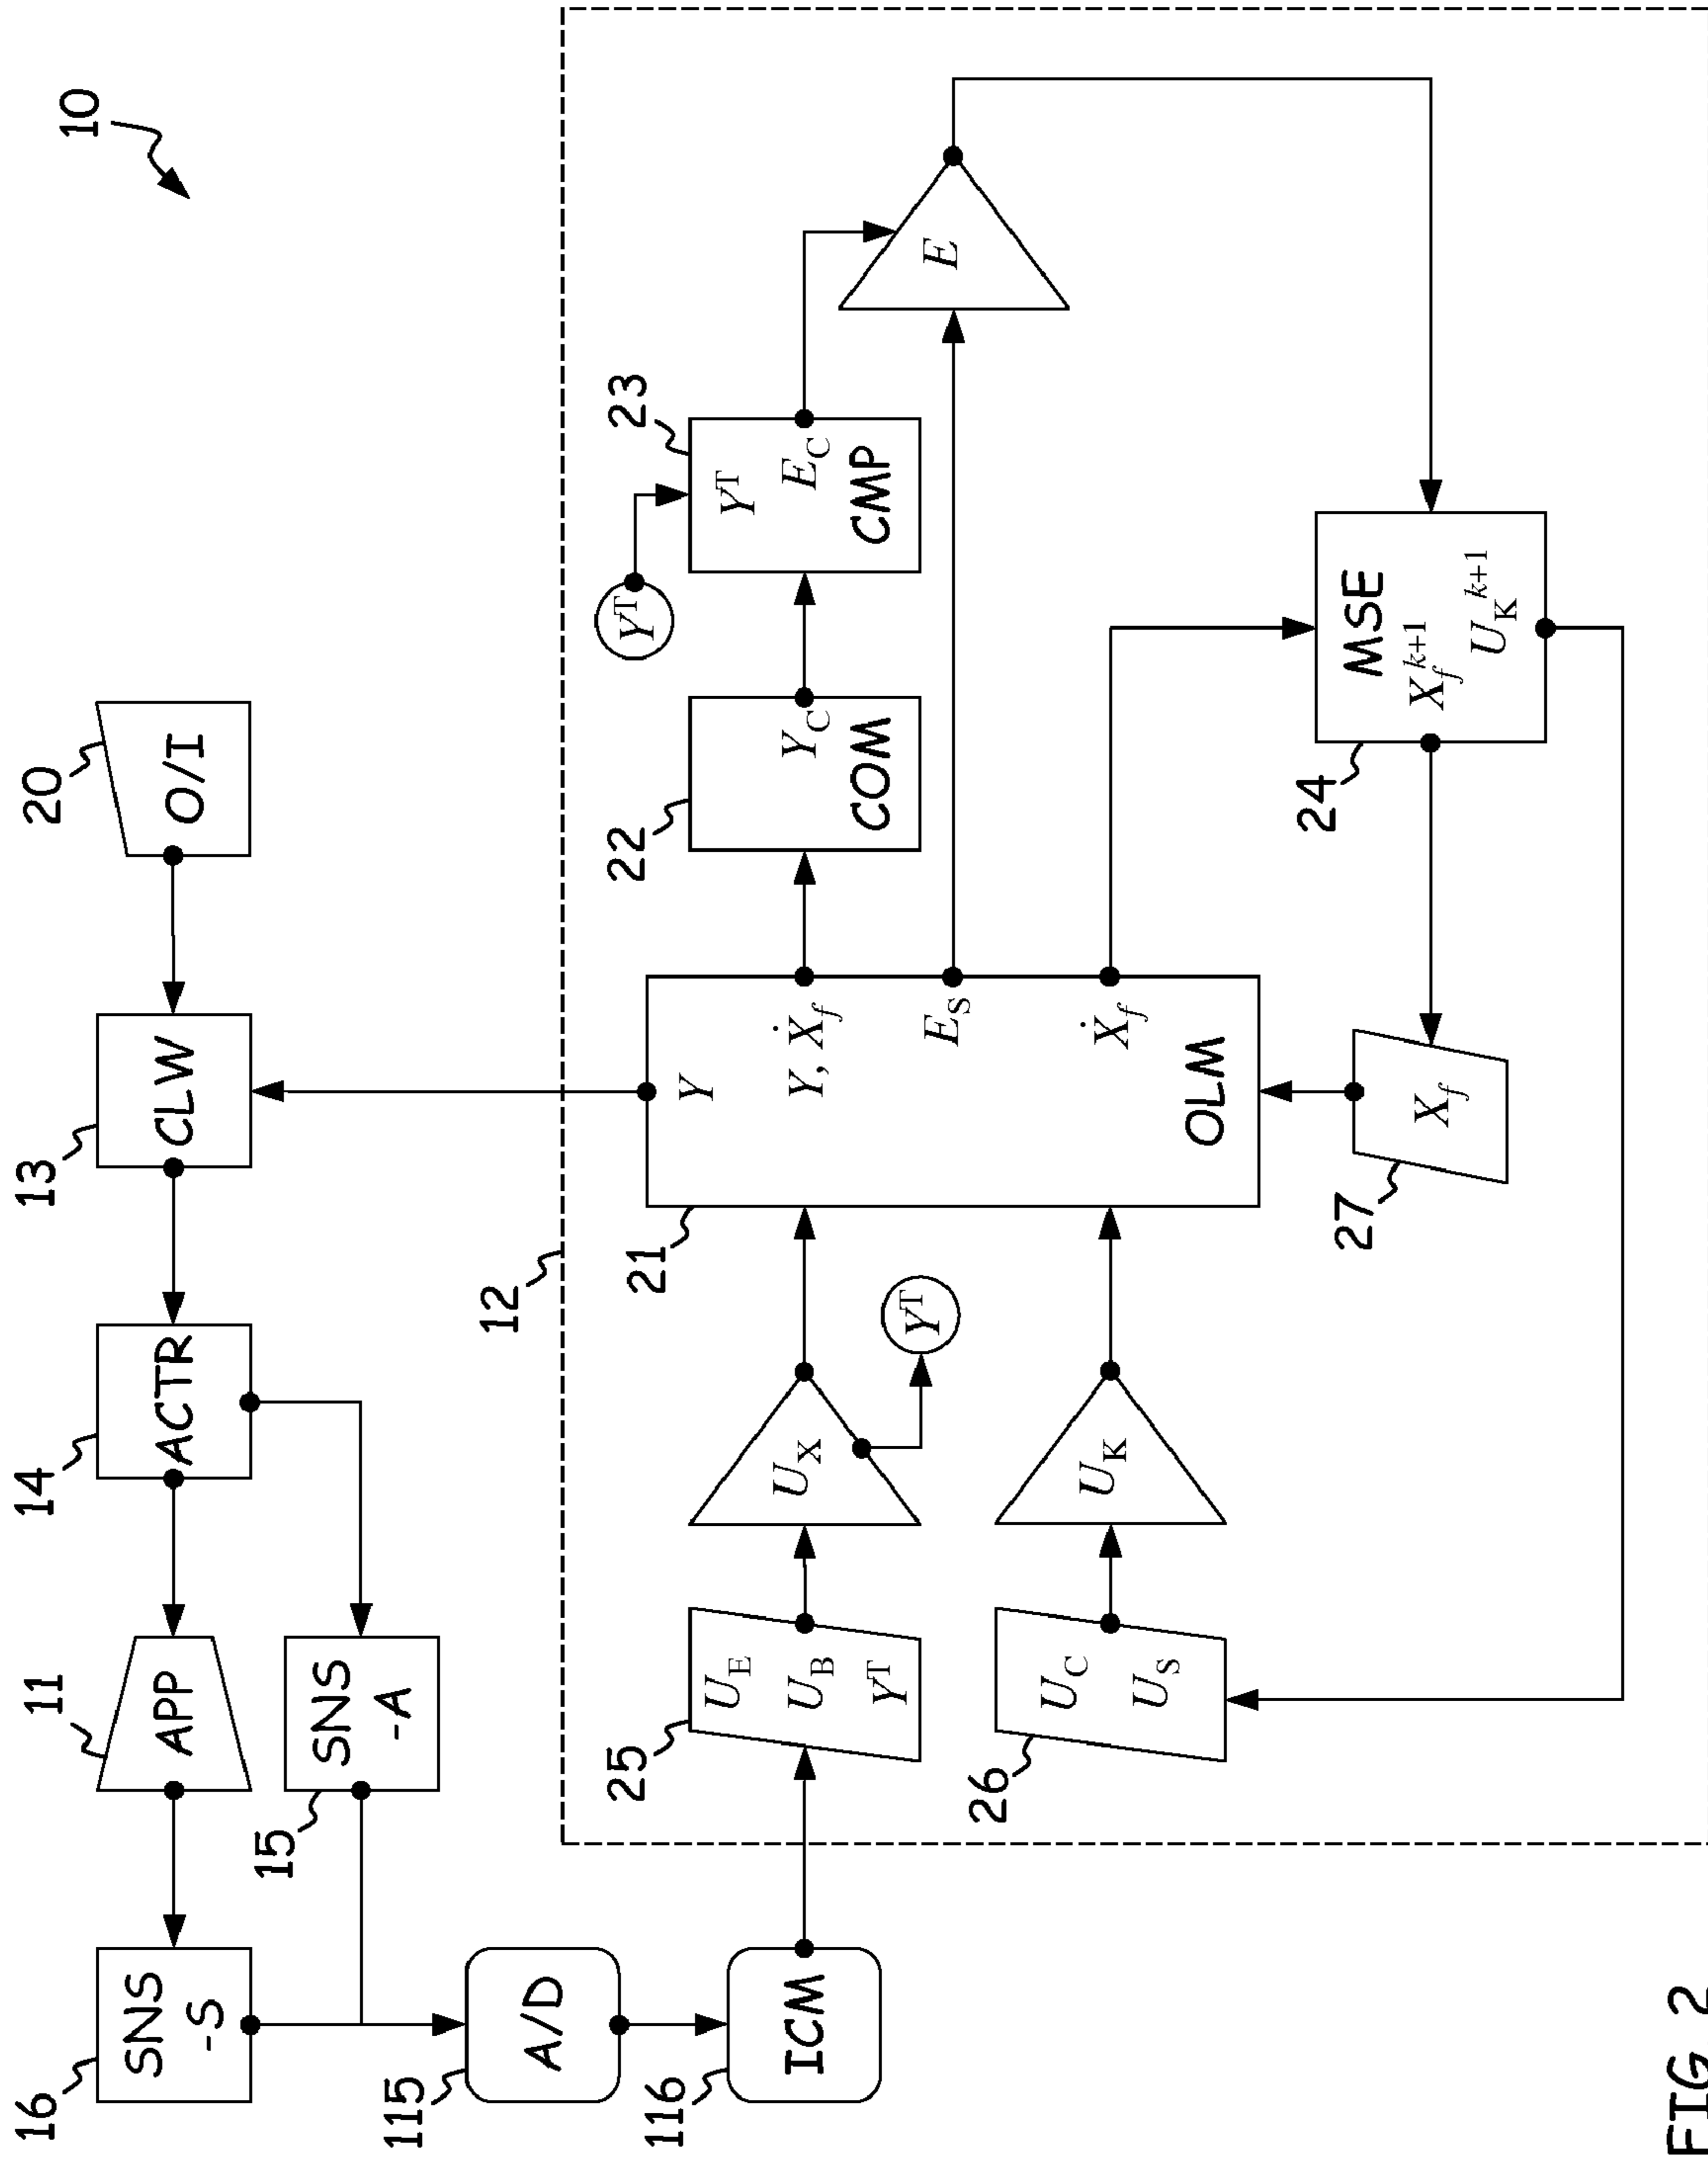 10
20
O/I
13
CLW
14
ACTR
11
APP
16
SNS
-S
15
SNS
-A
115
A/D
116
ICM
12
25
U_E
U_B
Y^T
U_X
Y^T
26
U_C
U_S
U_K
21
Y
Y, Ẋ_f
E_S
Ẋ_f
OLM
22
Y_C
COM
Y^T
23
Y^T
E_C
CMP
E
24
MSE
X_f^{k+1}
U_K^{k+1}
27
X_f
FIG. 2